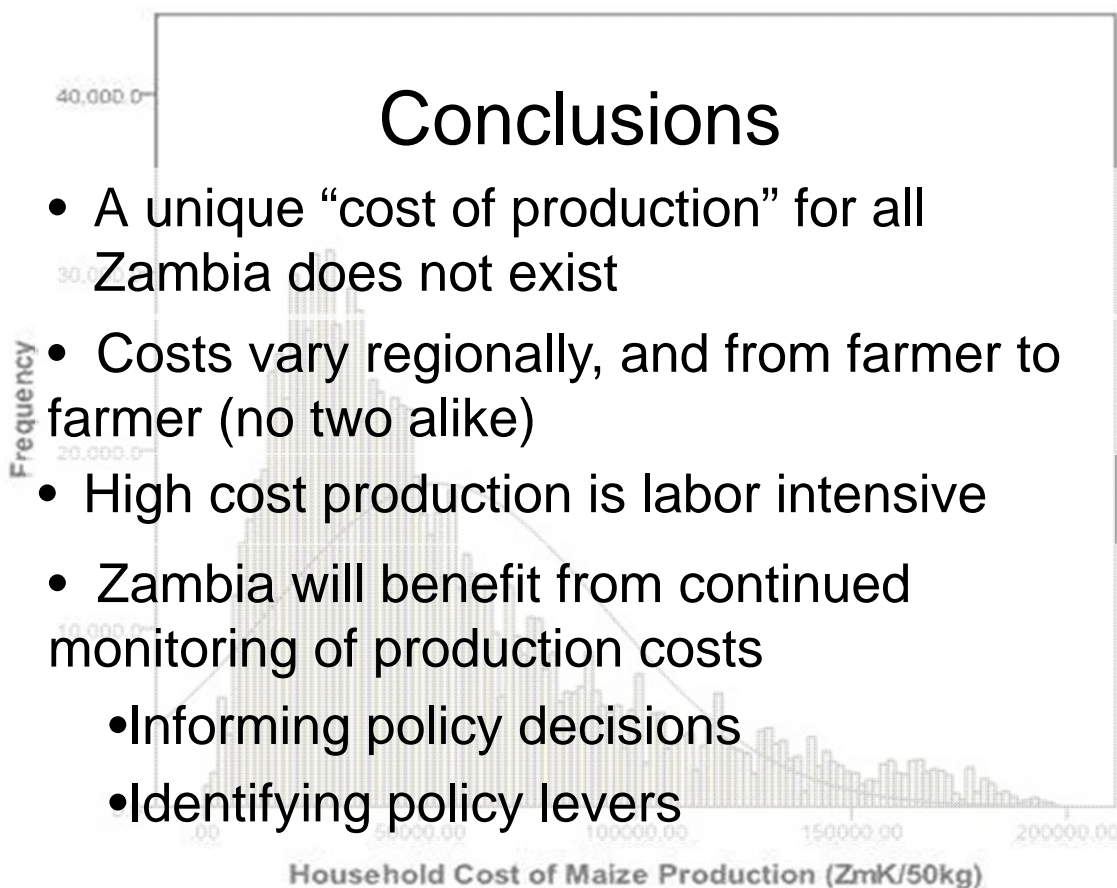 Conclusions
• A unique “cost of production” for all
Zambia does not exist
• Costs vary regionally, and from farmer to
farmer (no two alike)
• High cost production is labor intensive
• Zambia will benefit from continued
monitoring of production costs
•Informing policy decisions
•Identifying policy levers
40,000.0
20,000.0
10,000.0
Frequency
.00 50000.00 100000.00 150000.00 200000.00
Household Cost of Maize Production (ZmK/50kg)